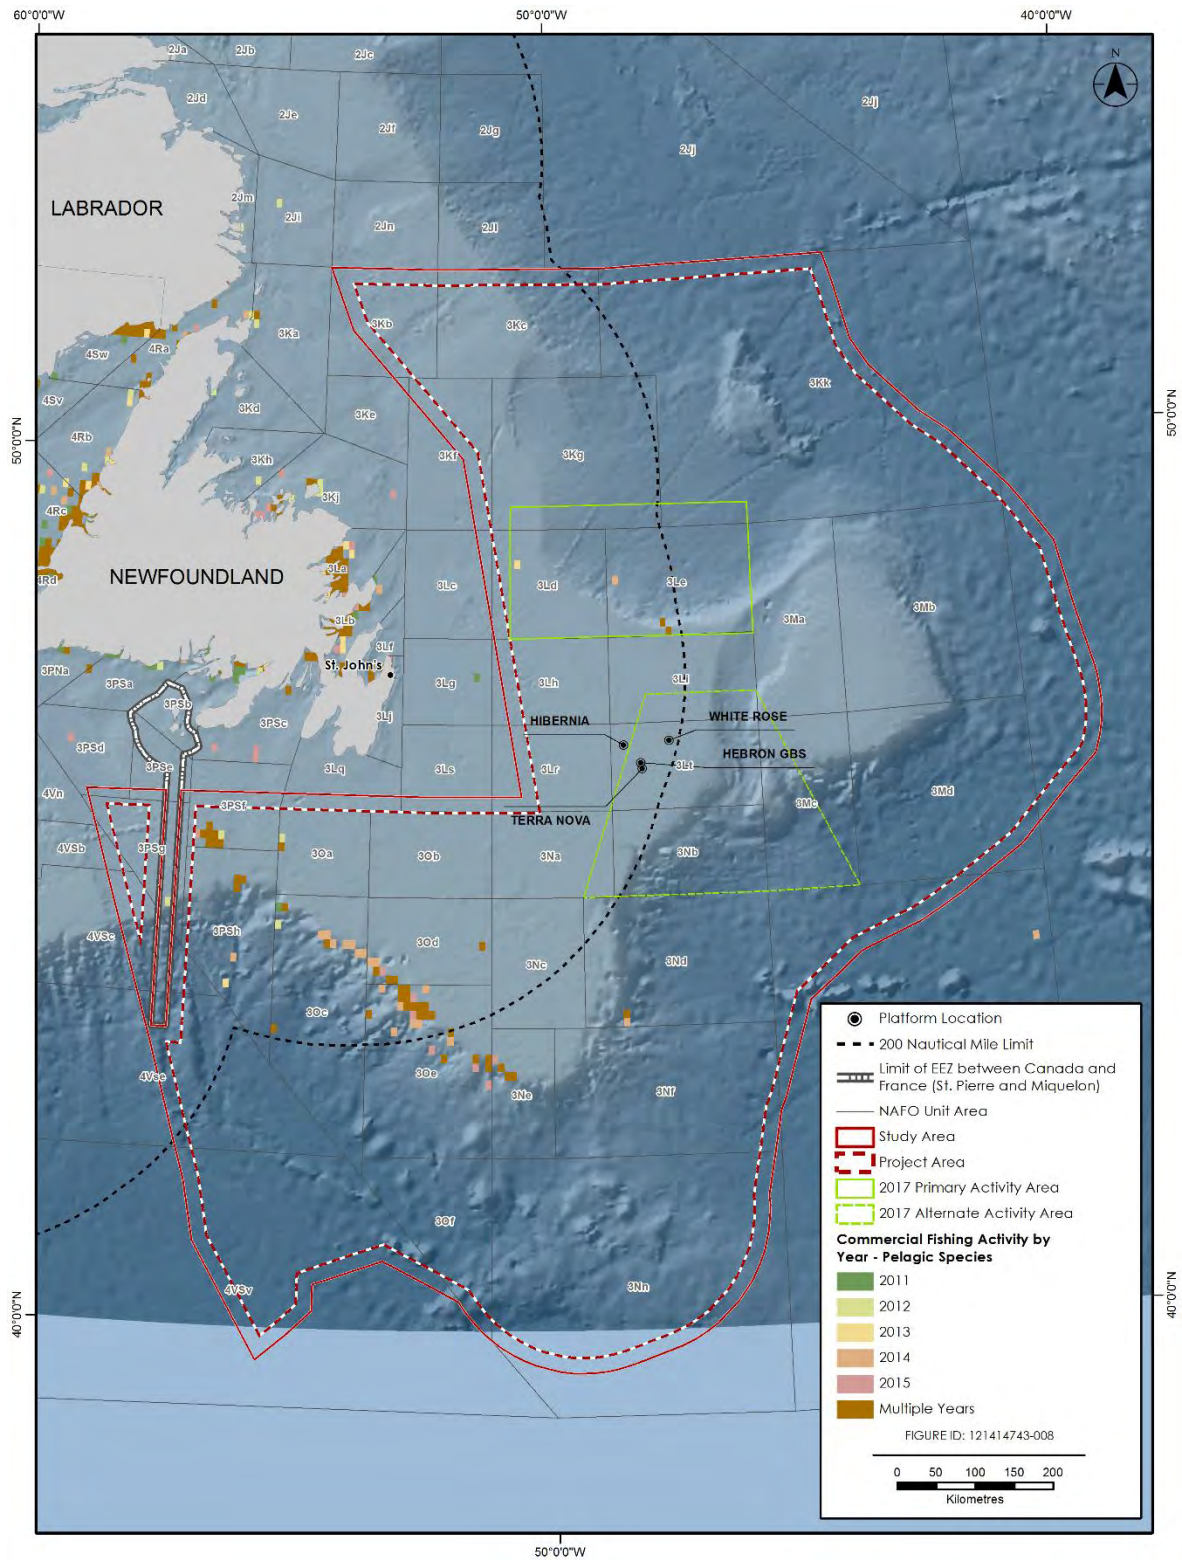 60°0'0"W
50°0'0"W
40°0'0"W
2Ja
2Jb
2Jc
N
2Jd
2Je
2Jf
2Jg
2Jj
2Jj
LABRADOR
2Jm
2Ji
2Jn
2Jl
3Ka
3Kb
3Kc
4Sw
4Ra
3Kk
4Sv
3Kd
3Ke
50°0'0"N
50°0'0"N
4Rb
3Kh
3Kf
3Kg
3Kj
4Rc
4Rd
NEWFOUNDLAND
3La
3Lc
3Ld
3Le
3Mb
3Lb
3Ma
3Lf
St. John's
3PNa
3PSa
3Lg
3Lh
3Li
3PSb
3PSc
3Lj
HIBERNIA
WHITE ROSE
3PSd
HEBRON GBS
3PSe
3Lq
3Ls
3Lr
3Lt
4Vn
3PSf
3Mc
3Md
TERRA NOVA
4VSb
3PSg
3Oa
3Ob
3Na
3Nb
4VSc
3PSh
3Od
3Nc
3Nd
3Oc
4Vse
3Oe
3Ne
3Nf
3Of
4VSv
3Nn
40°0'0"N
40°0'0"N
50°0'0"W
Platform Location
200 Nautical Mile Limit
Limit of EEZ between Canada and
France (St. Pierre and Miquelon)
NAFO Unit Area
Study Area
Project Area
2017 Primary Activity Area
2017 Alternate Activity Area
Commercial Fishing Activity by
Year - Pelagic Species
2011
2012
2013
2014
2015
Multiple Years
FIGURE ID: 121414743-008
0 50 100 150 200
Kilometres